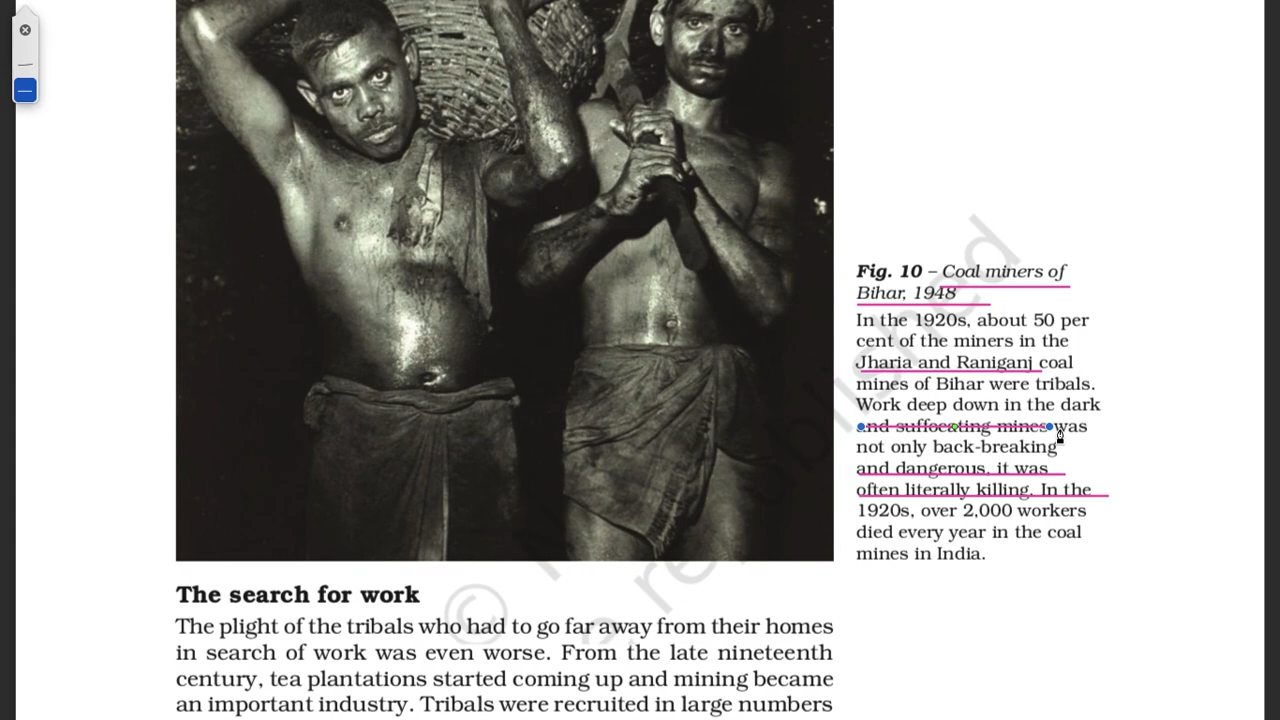 Fig. 10 – Coal miners of
Bihar, 1948
In the 1920s, about 50 per
cent of the miners in the
Jharia and Raniganj coal
mines of Bihar were tribals.
Work deep down in the dark
and suffocating mines was
not only back-breaking
and dangerous, it was
often literally killing. In the
1920s, over 2,000 workers
died every year in the coal
mines in India.
The search for work
The plight of the tribals who had to go far away from their homes
in search of work was even worse. From the late nineteenth
century, tea plantations started coming up and mining became
an important industry. Tribals were recruited in large numbers